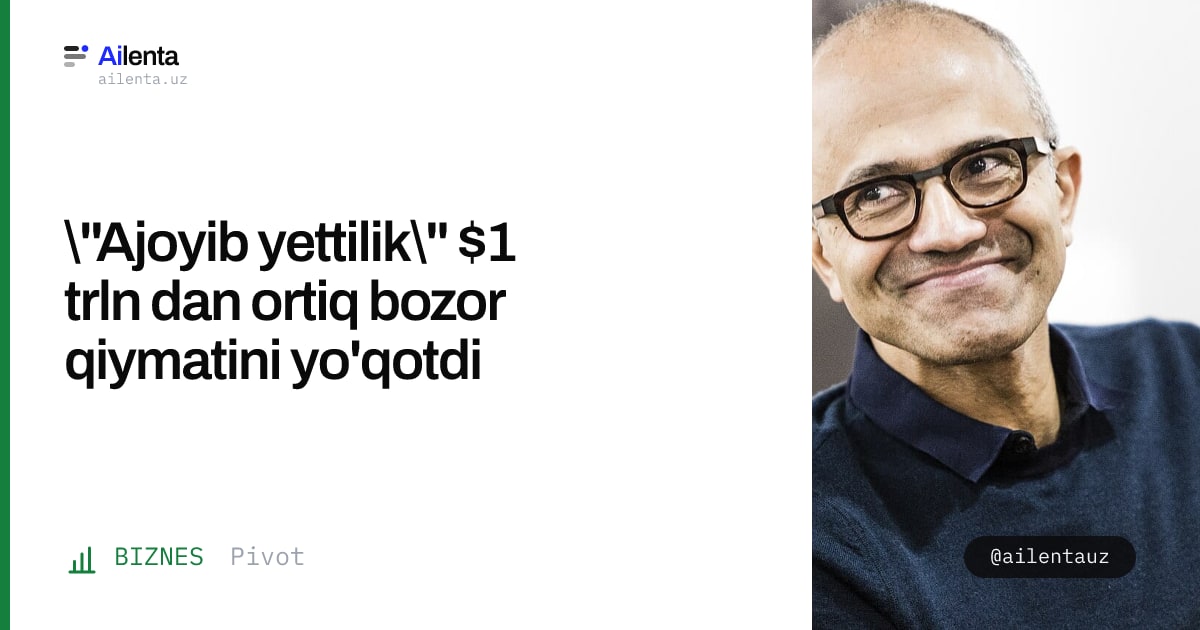 Ailenta
ailenta.uz
\"Ajoyib yettilik\" $1
trln dan ortiq bozor
qiymatini yo'qotdi
BIZNES Pivot
@ailentauz